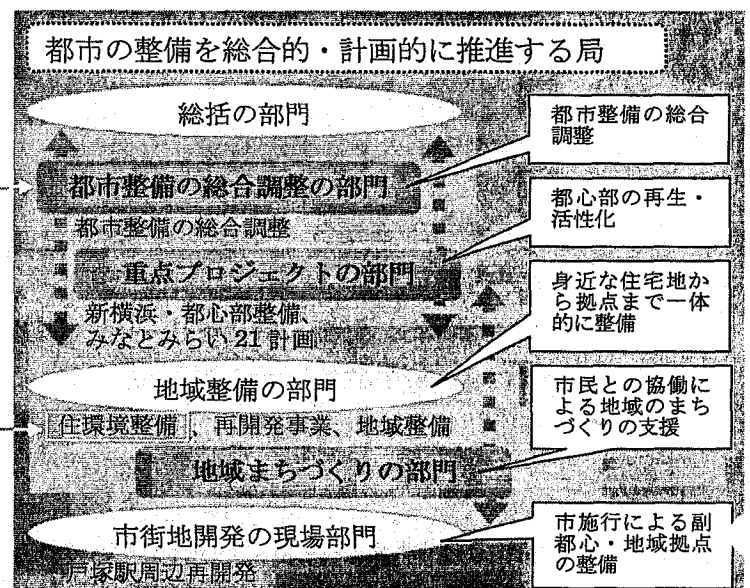 都市の整備を総合的・計画的に推進する局
総括の部門
都市整備の総合
調整
都市整備の総合調整の部門
都市整備の総合調整
都心部の再生・
活性化
重点プロジェクトの部門
新横浜・都心部整備、
みなとみらい21計画
身近な住宅地か
ら拠点まで一体
的に整備
地域整備の部門
住環境整備、再開発事業、地域整備
市民との協働に
よる地域のまち
づくりの支援
地域まちづくりの部門
市街地開発の現場部門
戸塚駅周辺再開発
市施行による副
都心・地域拠点
の整備